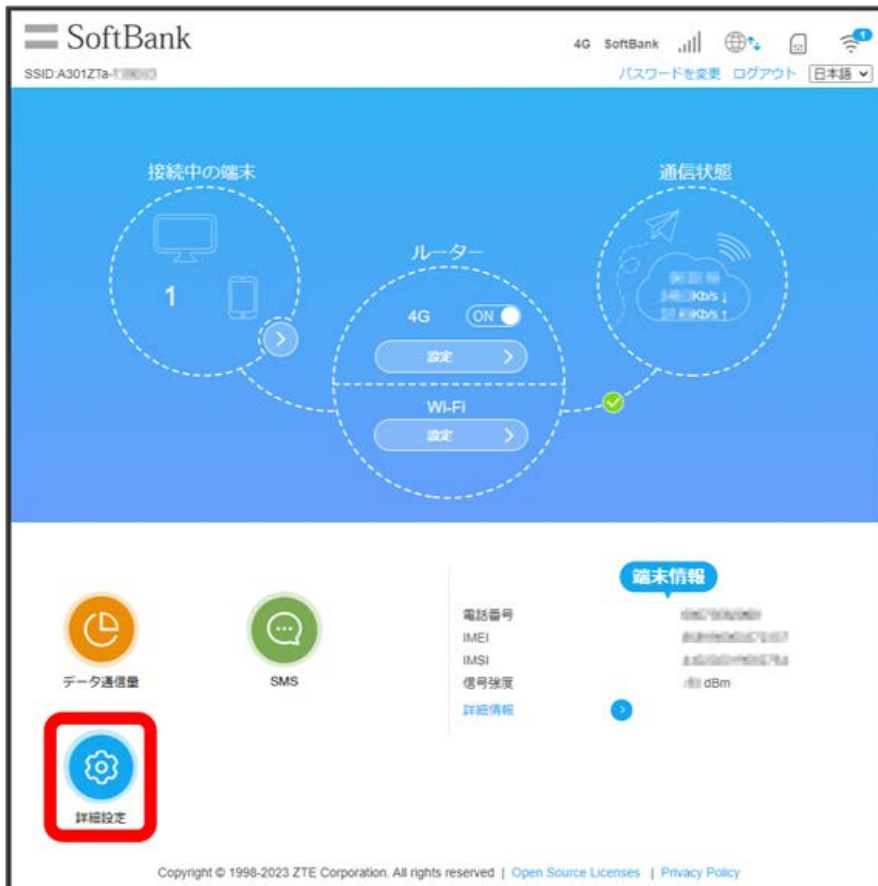 SoftBank
4G SoftBank
1
SSID:A301ZTa-
パスワードを変更 ログアウト 日本語
接続中の端末
通信状態
ルーター
1
Kb/s ↓
Kb/s ↑
4G ON
設定
Wi-Fi
設定
端末情報
電話番号
IMEI
IMSI
信号強度 dBm
詳細情報
データ通信量
SMS
詳細設定
Copyright © 1998-2023 ZTE Corporation. All rights reserved | Open Source Licenses | Privacy Policy